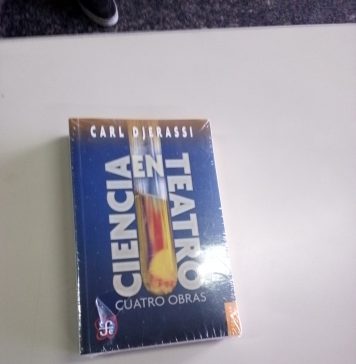 CARL DJERASSI
CIENCIA
EN
TEATRO
CUATRO OBRAS